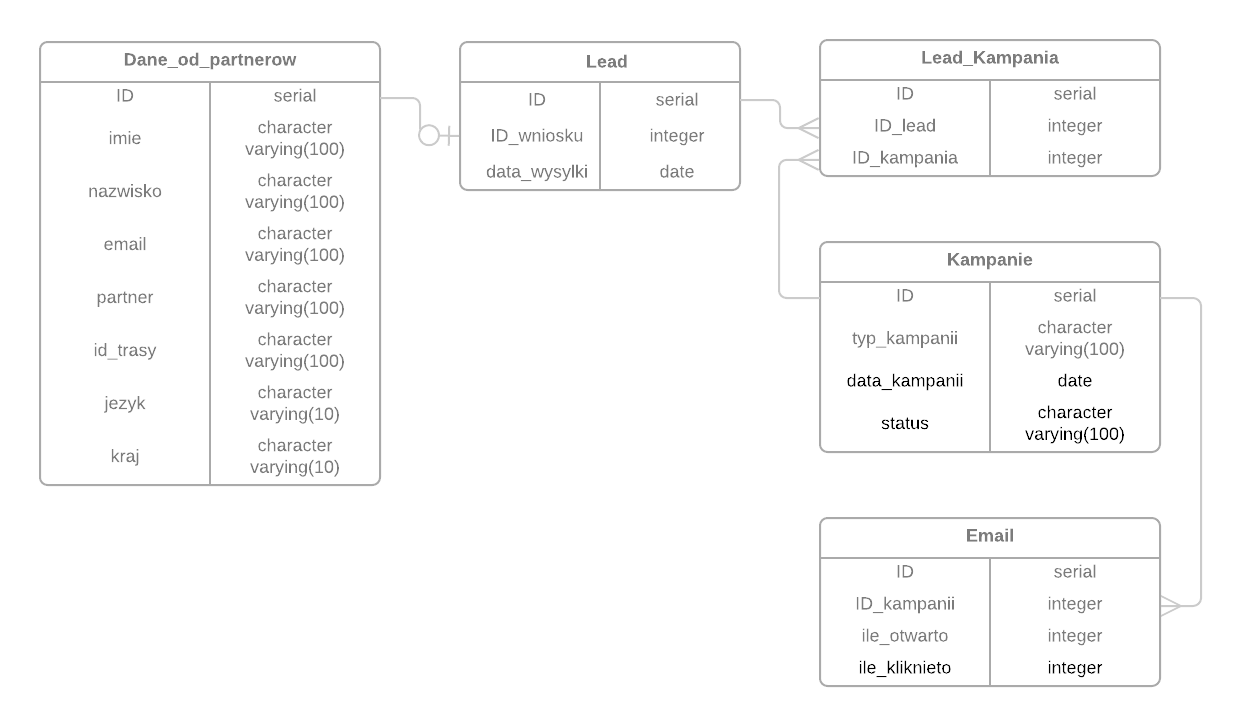 Dane_od_partnerow
ID serial
imie character
varying(100)
nazwisko character
varying(100)
email character
varying(100)
partner character
varying(100)
id_trasy character
varying(100)
jezyk character
varying(10)
kraj character
varying(10)
Lead
ID serial
ID_wniosku integer
data_wysylki date
Lead_Kampania
ID serial
ID_lead integer
ID_kampania integer
Kampanie
ID serial
typ_kampanii character
varying(100)
data_kampanii date
status character
varying(100)
Email
ID serial
ID_kampanii integer
ile_otwarto integer
ile_kliknieto integer